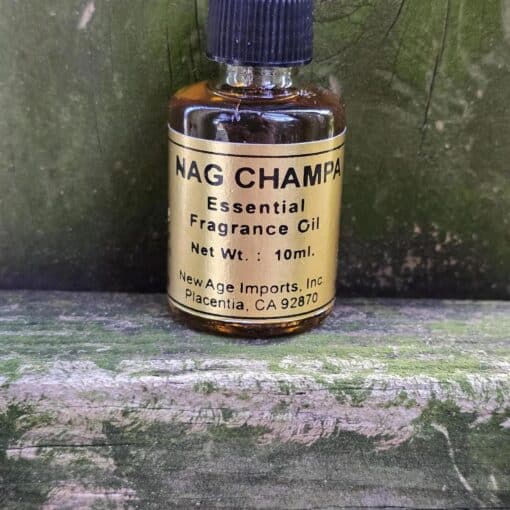 NAG CHAMPA
Essential
Fragrance Oil
Net Wt. : 10ml.
New Age Imports, Inc.
Placentia, CA 92870